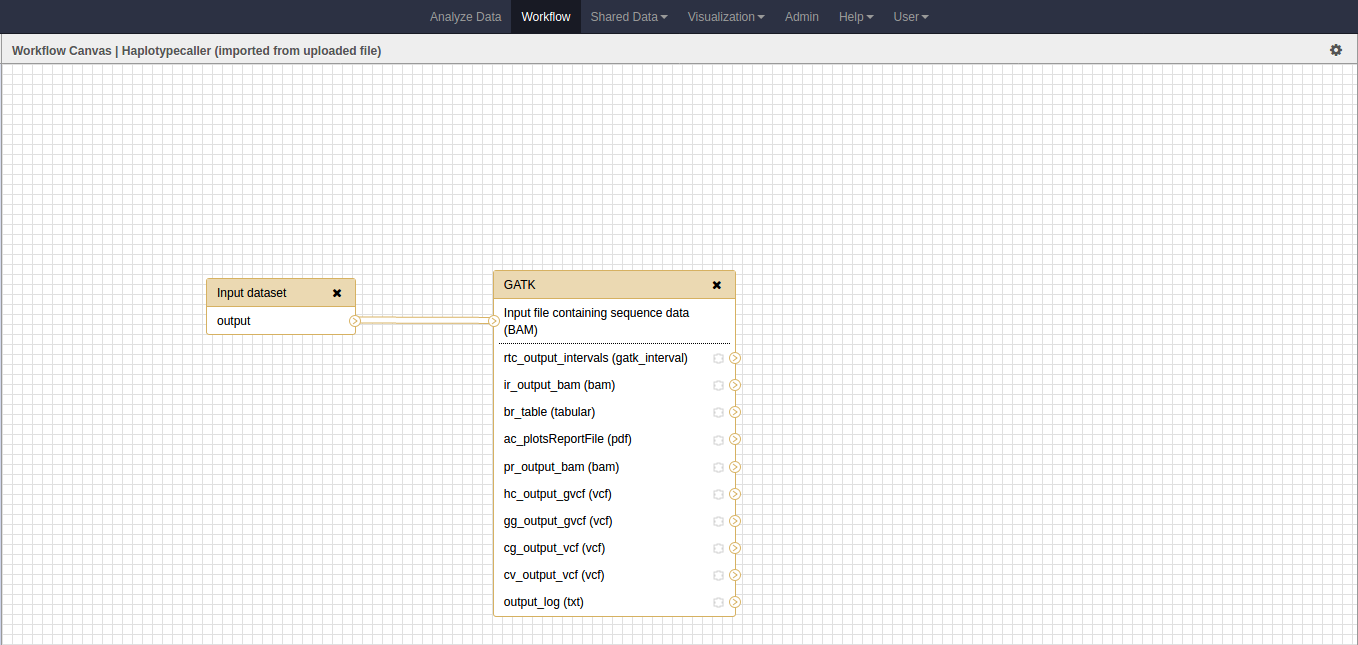 Analyze Data Workflow Shared Data Visualization Admin Help User
Workflow Canvas | Haplotypecaller (imported from uploaded file)
Input dataset
output
GATK
Input file containing sequence data
(BAM)
rtc_output_intervals (gatk_interval)
ir_output_bam (bam)
br_table (tabular)
ac_plotsReportFile (pdf)
pr_output_bam (bam)
hc_output_gvcf (vcf)
gg_output_gvcf (vcf)
cg_output_vcf (vcf)
cv_output_vcf (vcf)
output_log (txt)